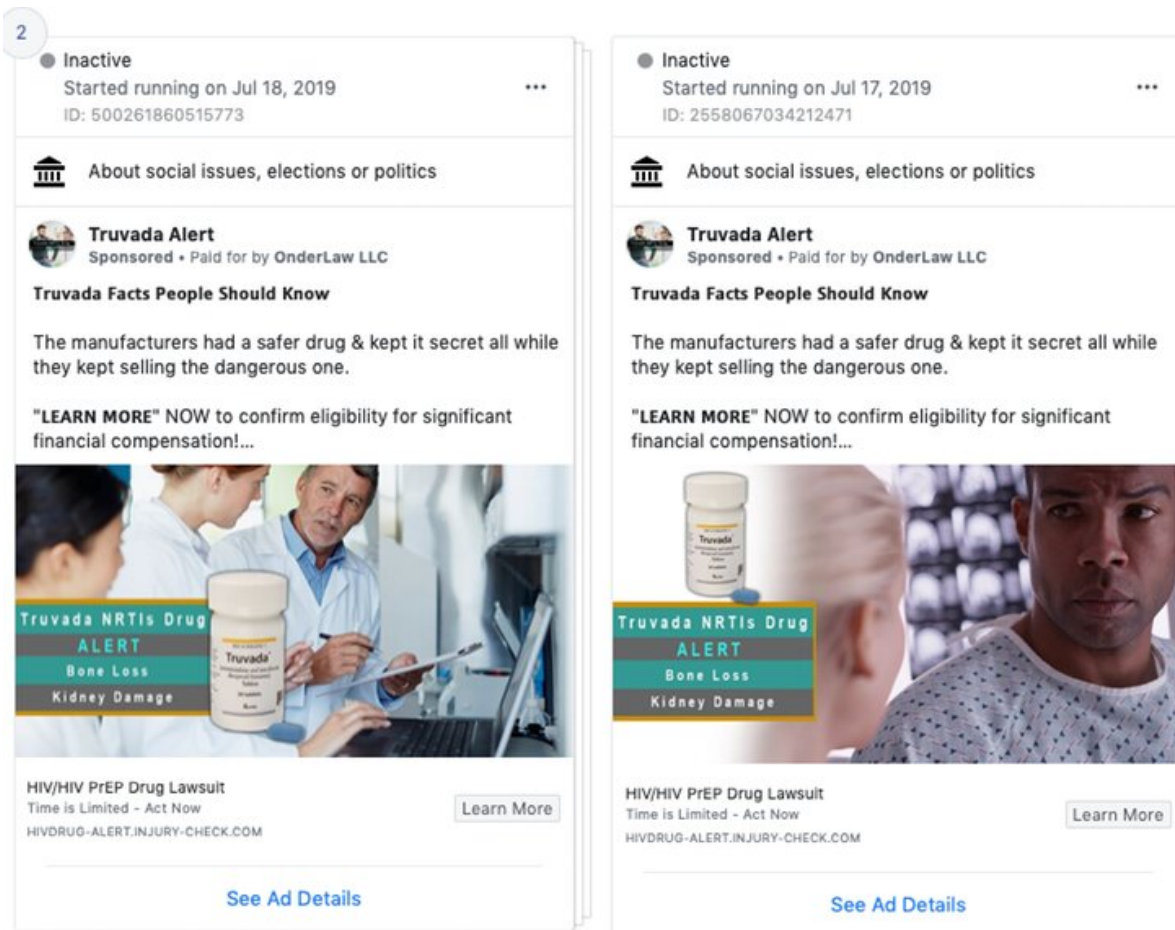 2
Inactive
Started running on Jul 18, 2019
ID: 500261860515773
About social issues, elections or politics
Truvada Alert
Sponsored • Paid for by OnderLaw LLC
Truvada Facts People Should Know
The manufacturers had a safer drug & kept it secret all while
they kept selling the dangerous one.
"LEARN MORE" NOW to confirm eligibility for significant
financial compensation!...
Truvada NRTIs Drug
ALERT
Bone Loss
Kidney Damage
Truvada
HIV/HIV PrEP Drug Lawsuit
Time is Limited - Act Now
HIVDRUG-ALERT.INJURY-CHECK.COM
Learn More
See Ad Details
Inactive
Started running on Jul 17, 2019
ID: 2558067034212471
About social issues, elections or politics
Truvada Alert
Sponsored • Paid for by OnderLaw LLC
Truvada Facts People Should Know
The manufacturers had a safer drug & kept it secret all while
they kept selling the dangerous one.
"LEARN MORE" NOW to confirm eligibility for significant
financial compensation!...
Truvada
Truvada NRTIs Drug
ALERT
Bone Loss
Kidney Damage
HIV/HIV PrEP Drug Lawsuit
Time is Limited - Act Now
HIVDRUG-ALERT.INJURY-CHECK.COM
Learn More
See Ad Details